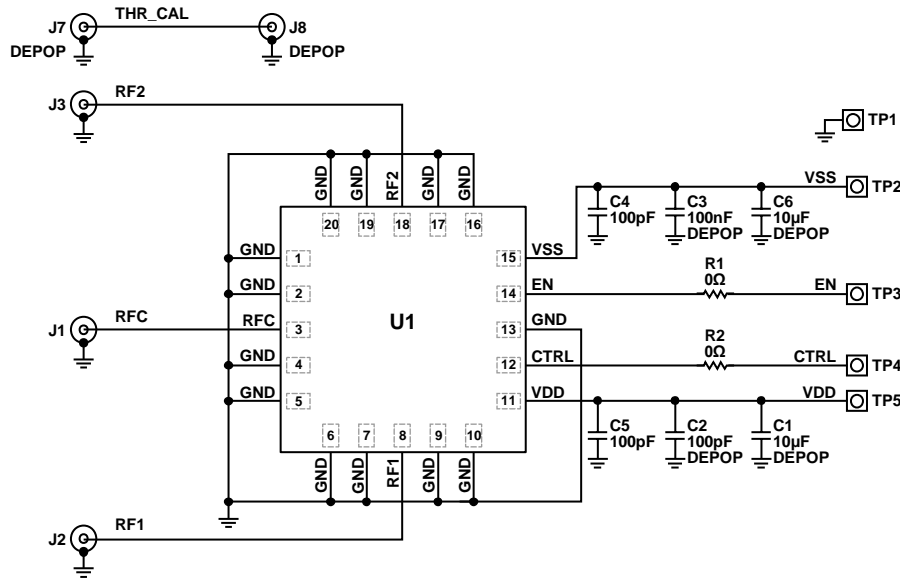 J7
THR_CAL
J8
DEPOP
DEPOP
J3
RF2
TP1
GND
GND
RF2
GND
GND
20
19
18
17
16
VSS
TP2
C4
100pF
C3
100nF
DEPOP
C6
10µF
DEPOP
GND
1
15
VSS
GND
2
14
EN
R1
0Ω
EN
TP3
J1
RFC
RFC
3
U1
13
GND
GND
4
12
CTRL
R2
0Ω
CTRL
TP4
GND
5
11
VDD
VDD
TP5
C5
100pF
C2
100pF
DEPOP
C1
10µF
DEPOP
6
7
8
9
10
GND
GND
RF1
GND
GND
J2
RF1